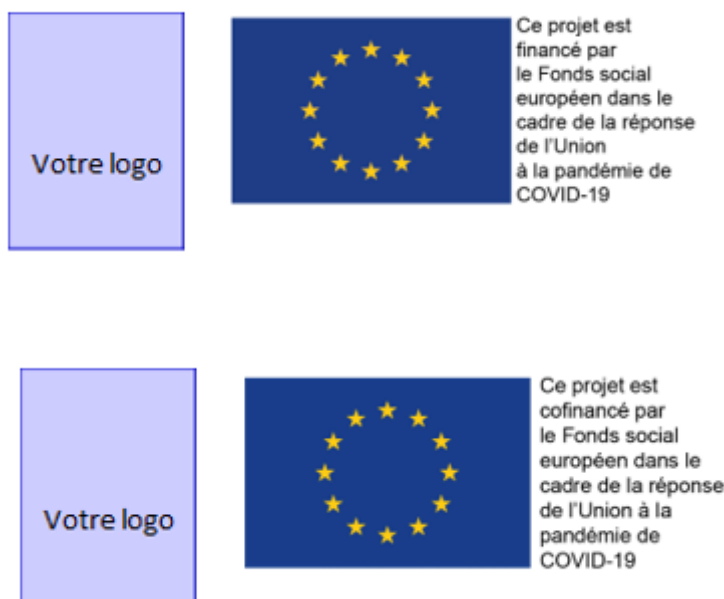 Votre logo
Ce projet est
financé par
le Fonds social
européen dans le
cadre de la réponse
de l'Union
à la pandémie de
COVID-19
Votre logo
Ce projet est
cofinancé par
le Fonds social
européen dans le
cadre de la réponse
de l'Union à la
pandémie de
COVID-19